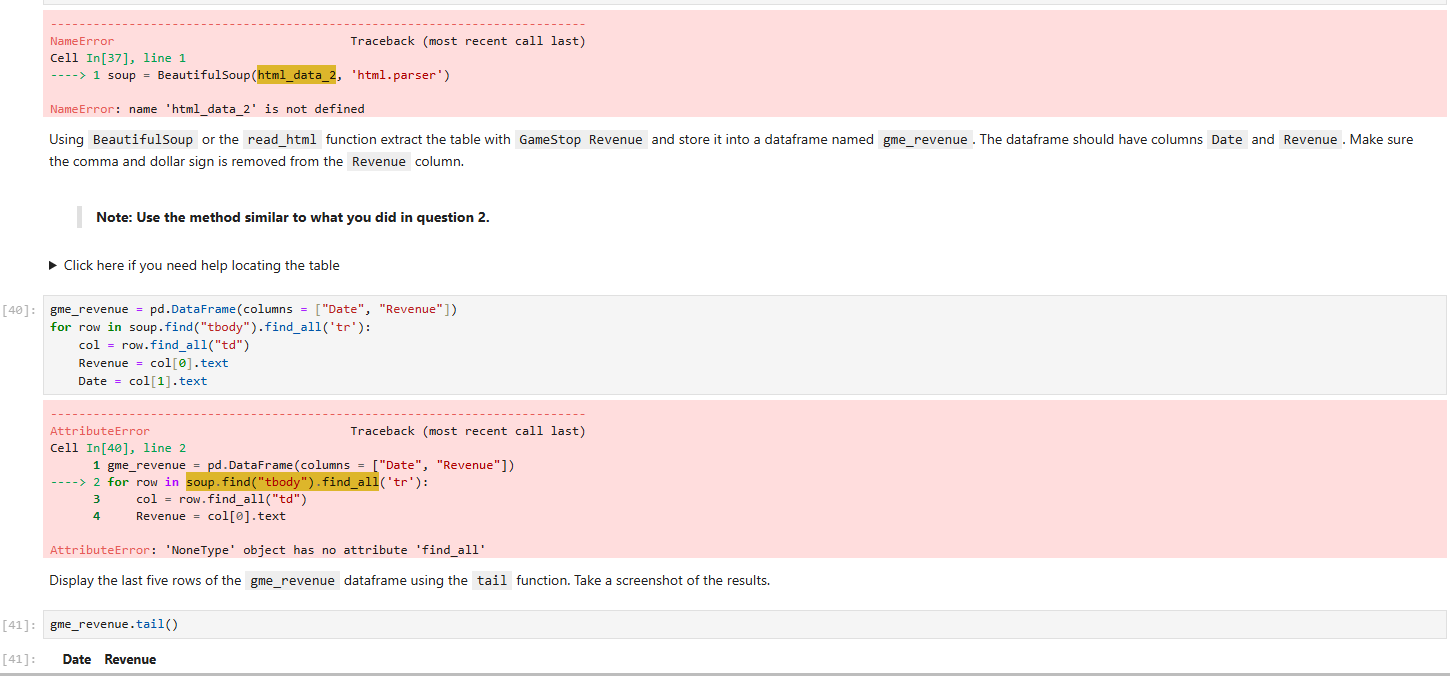 ---------------------------------------------------------------------------
NameError                                 Traceback (most recent call last)
Cell In[37], line 1
----> 1 soup = BeautifulSoup(html_data_2, 'html.parser')
NameError: name 'html_data_2' is not defined
Using BeautifulSoup or the read_html function extract the table with GameStop Revenue and store it into a dataframe named gme_revenue. The dataframe should have columns Date and Revenue. Make sure
the comma and dollar sign is removed from the Revenue column.
Note: Use the method similar to what you did in question 2.
▶ Click here if you need help locating the table
[40]: gme_revenue = pd.DataFrame(columns = ["Date", "Revenue"])
for row in soup.find("tbody").find_all('tr'):
    col = row.find_all("td")
    Revenue = col[0].text
    Date = col[1].text
---------------------------------------------------------------------------
AttributeError                            Traceback (most recent call last)
Cell In[40], line 2
      1 gme_revenue = pd.DataFrame(columns = ["Date", "Revenue"])
----> 2 for row in soup.find("tbody").find_all('tr'):
      3     col = row.find_all("td")
      4     Revenue = col[0].text
AttributeError: 'NoneType' object has no attribute 'find_all'
Display the last five rows of the gme_revenue dataframe using the tail function. Take a screenshot of the results.
[41]: gme_revenue.tail()
[41]: Date Revenue